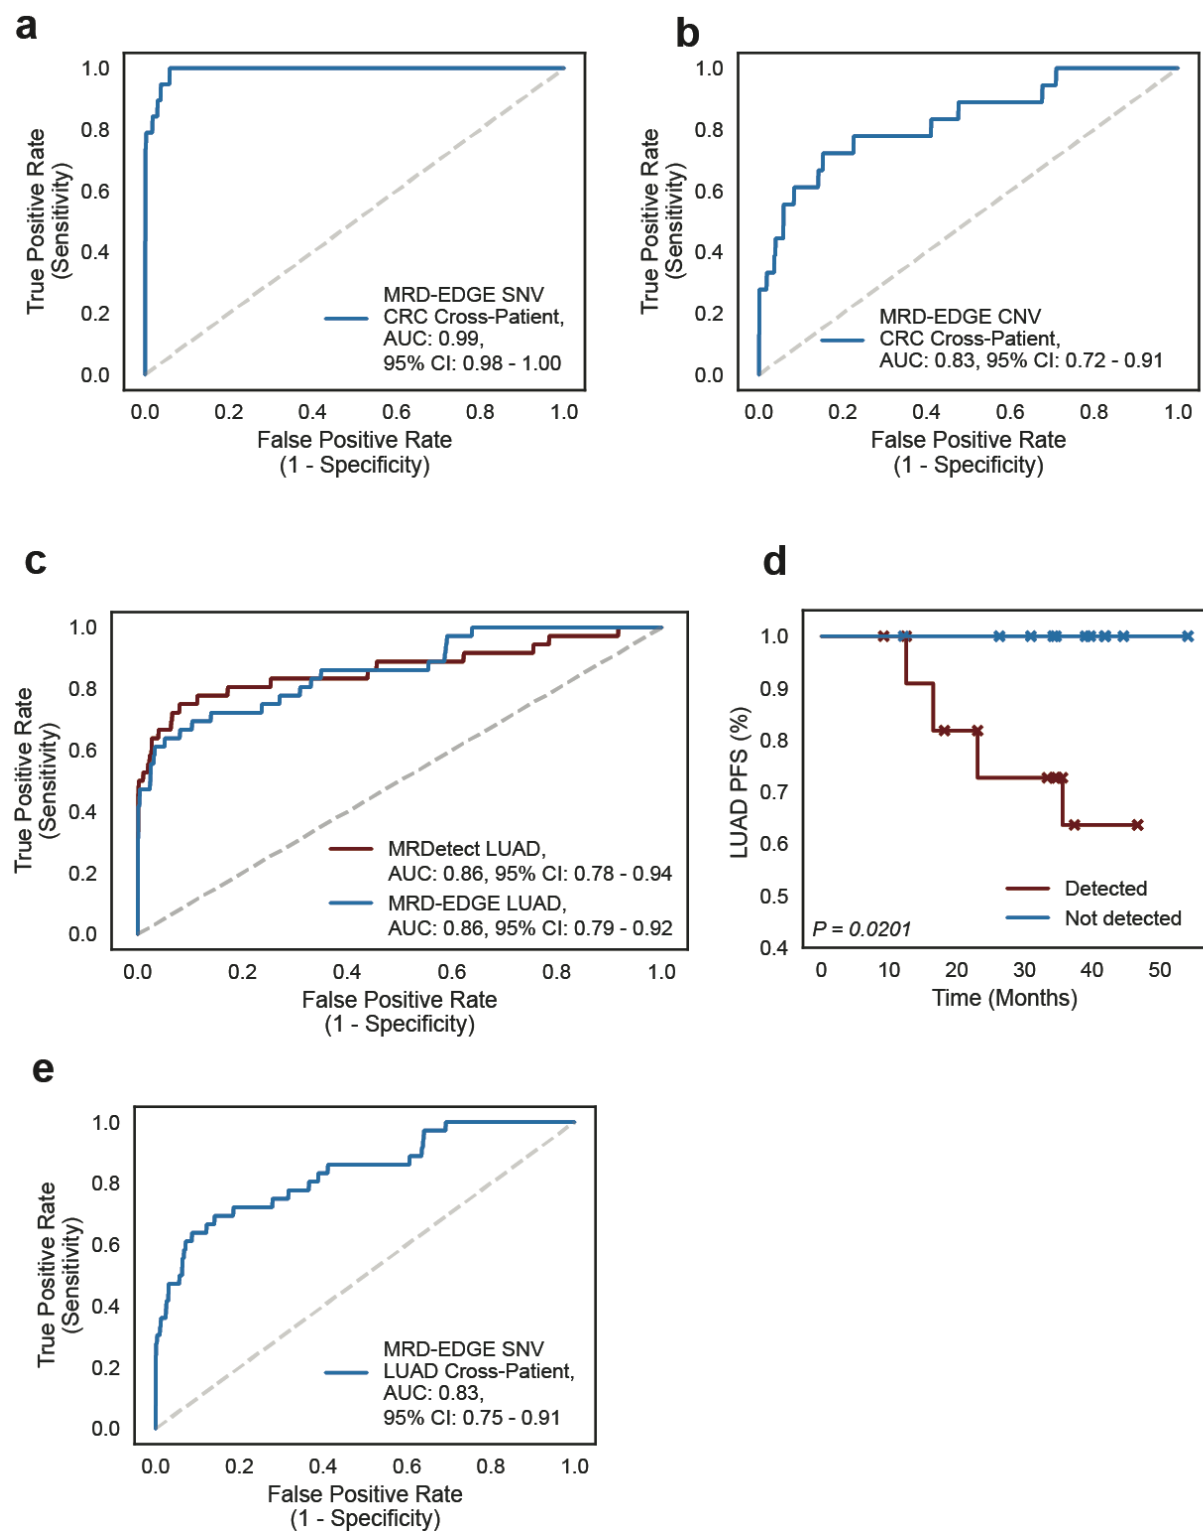 a
True Positive Rate
(Sensitivity)
1.0
0.8
0.6
0.4
0.2
0.0
MRD-EDGE SNV
CRC Cross-Patient,
AUC: 0.99,
95% CI: 0.98 - 1.00
0.0 0.2 0.4 0.6 0.8 1.0
False Positive Rate
(1 - Specificity)
b
True Positive Rate
(Sensitivity)
1.0
0.8
0.6
0.4
0.2
0.0
MRD-EDGE CNV
CRC Cross-Patient,
AUC: 0.83, 95% CI: 0.72 - 0.91
0.0 0.2 0.4 0.6 0.8 1.0
False Positive Rate
(1 - Specificity)
c
True Positive Rate
(Sensitivity)
1.0
0.8
0.6
0.4
0.2
0.0
MRDetect LUAD,
AUC: 0.86, 95% CI: 0.78 - 0.94
MRD-EDGE LUAD,
AUC: 0.86, 95% CI: 0.79 - 0.92
0.0 0.2 0.4 0.6 0.8 1.0
False Positive Rate
(1 - Specificity)
d
LUAD PFS (%)
1.0
0.9
0.8
0.7
0.6
0.5
0.4
Detected
Not detected
P = 0.0201
0 10 20 30 40 50
Time (Months)
e
True Positive Rate
(Sensitivity)
1.0
0.8
0.6
0.4
0.2
0.0
MRD-EDGE SNV
LUAD Cross-Patient,
AUC: 0.83,
95% CI: 0.75 - 0.91
0.0 0.2 0.4 0.6 0.8 1.0
False Positive Rate
(1 - Specificity)